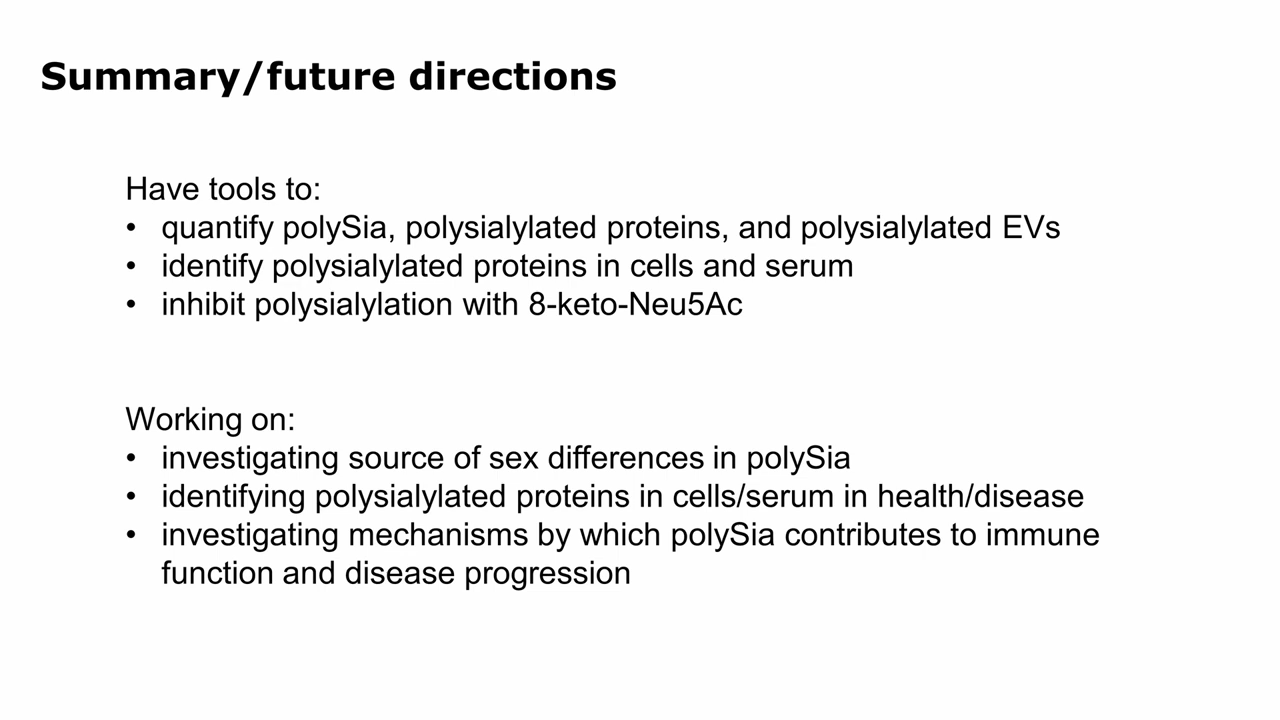 Summary/future directions
Have tools to:
• quantify polySia, polysialylated proteins, and polysialylated EVs
• identify polysialylated proteins in cells and serum
• inhibit polysialylation with 8-keto-Neu5Ac
Working on:
• investigating source of sex differences in polySia
• identifying polysialylated proteins in cells/serum in health/disease
• investigating mechanisms by which polySia contributes to immune
function and disease progression